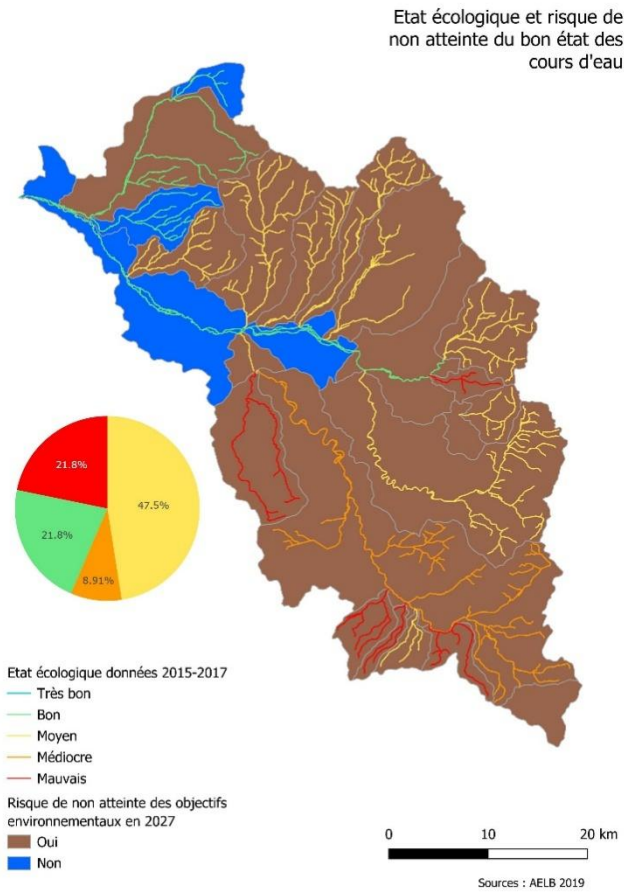 Etat écologique et risque de
non atteinte du bon état des
cours d'eau
21.8%
47.5%
21.8%
8.91%
Etat écologique données 2015-2017
Très bon
Bon
Moyen
Médiocre
Mauvais
Risque de non atteinte des objectifs
environnementaux en 2027
Oui
Non
0 10 20 km
Sources : AELB 2019